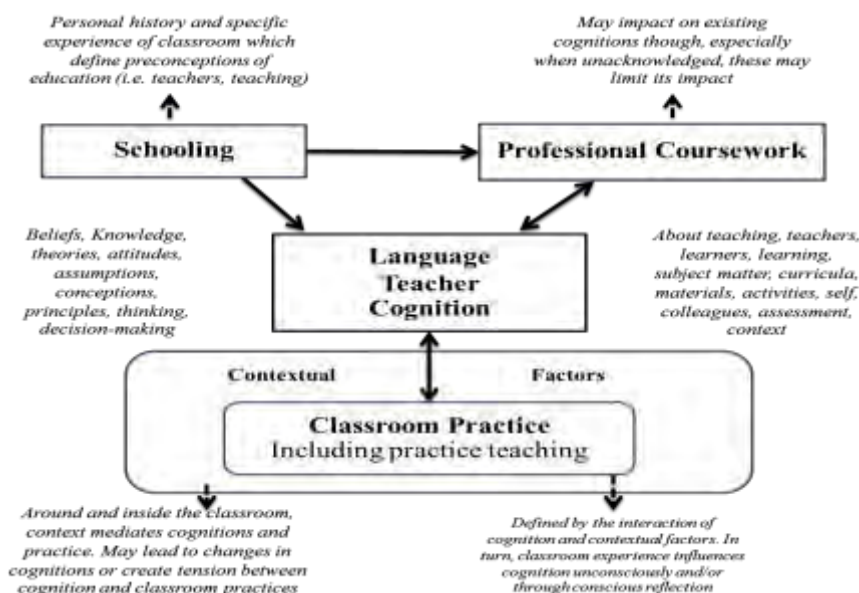 Personal history and specific
experience of classroom which
define preconceptions of
education (i.e. teachers, teaching)
May impact on existing
cognitions though, especially
when unacknowledged, these may
limit its impact
Schooling
Professional Coursework
Beliefs, Knowledge,
theories, attitudes,
assumptions,
conceptions,
principles, thinking,
decision-making
Language
Teacher
Cognition
About teaching, teachers,
learners, learning,
subject matter, curricula,
materials, activities, self,
colleagues, assessment,
context
Contextual Factors
Classroom Practice
Including practice teaching
Around and inside the classroom,
context mediates cognitions and
practice. May lead to changes in
cognitions or create tension between
cognition and classroom practices
Defined by the interaction of
cognition and contextual factors. In
turn, classroom experience influences
cognition unconsciously and/or
through conscious reflection